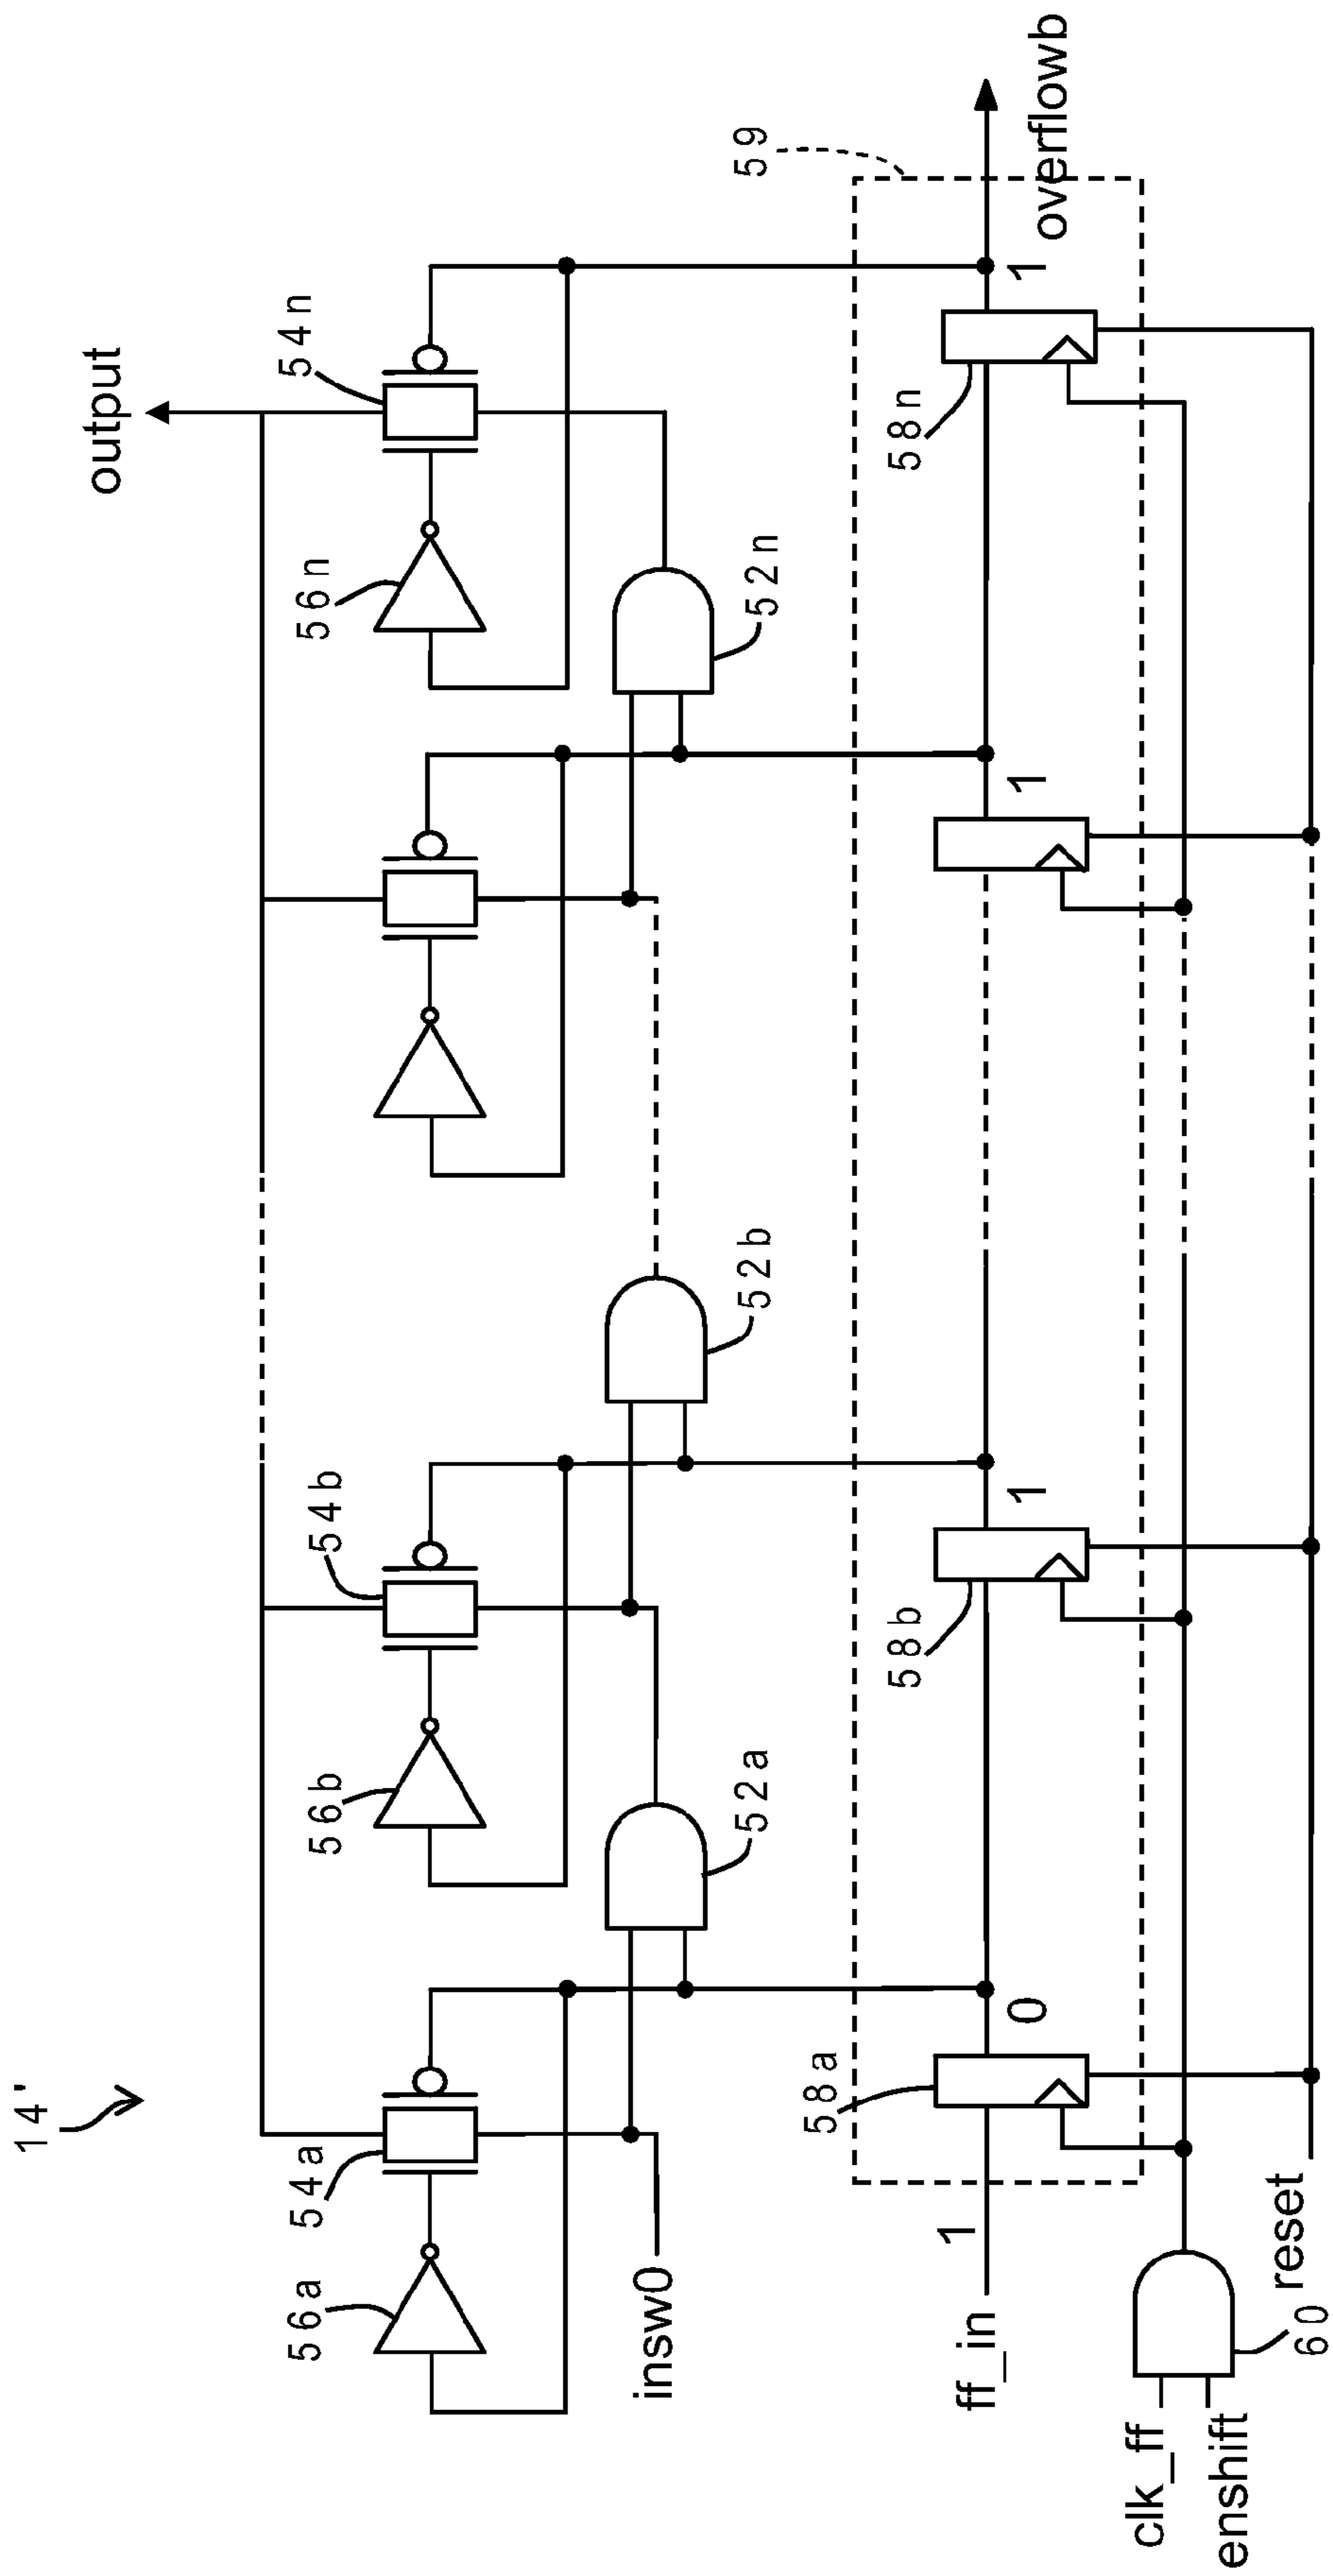 14'
output
56a
54a
56b
54b
56n
54n
insw0
52a
52b
52n
59
58a
58b
58n
ff_in
1
0
1
1
1
overflowb
clk_ff
enshift
60
reset